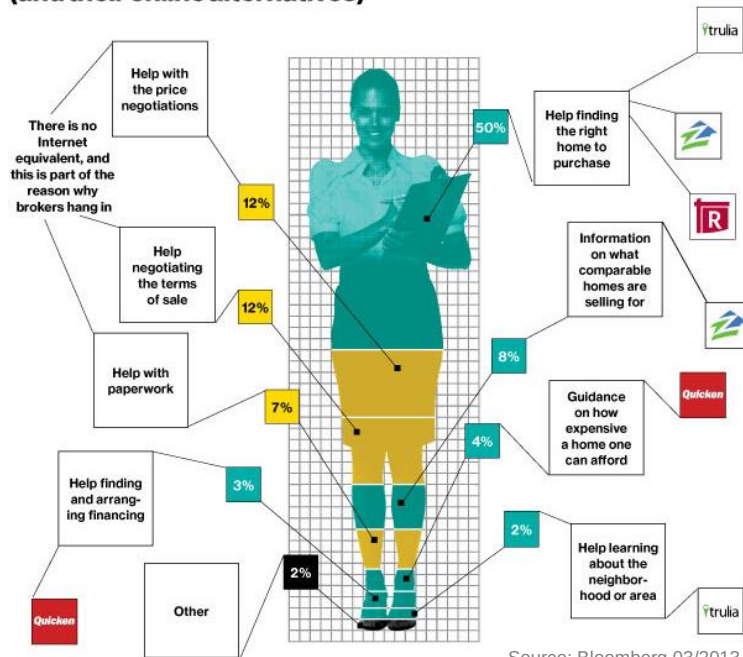 (and their online alternatives)
trulia
Help with
the price
negotiations
There is no
Internet
equivalent, and
this is part of the
reason why
brokers hang in
50%
Help finding
the right
home to
purchase
Z
R
12%
Help
negotiating
the terms
of sale
12%
Information
on what
comparable
homes are
selling for
Z
8%
Help with
paperwork
7%
Guidance
on how
expensive
a home one
can afford
Quicken
4%
Help finding
and arrang-
ing financing
3%
2%
Help learning
about the
neighbor-
hood or area
2%
Other
Quicken
trulia
Source: Bloomberg 03/2013